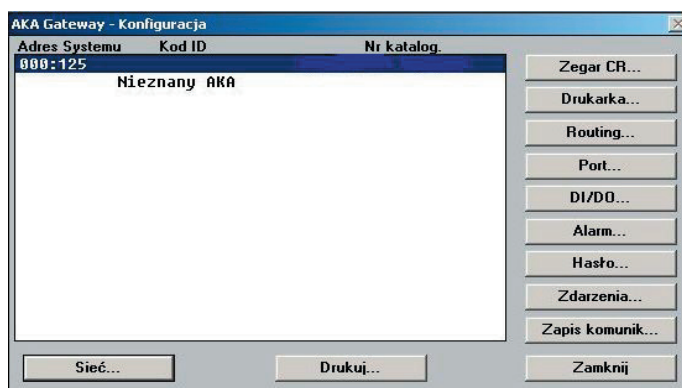 AKA Gateway - Konfiguracja
Adres Systemu Kod ID Nr katalog.
000:125
Nieznany AKA
Zegar CR...
Drukarka...
Routing...
Port...
DI/DO...
Alarm...
Hasło...
Zdarzenia...
Zapis komunik...
Sieć... Drukuj... Zamknij